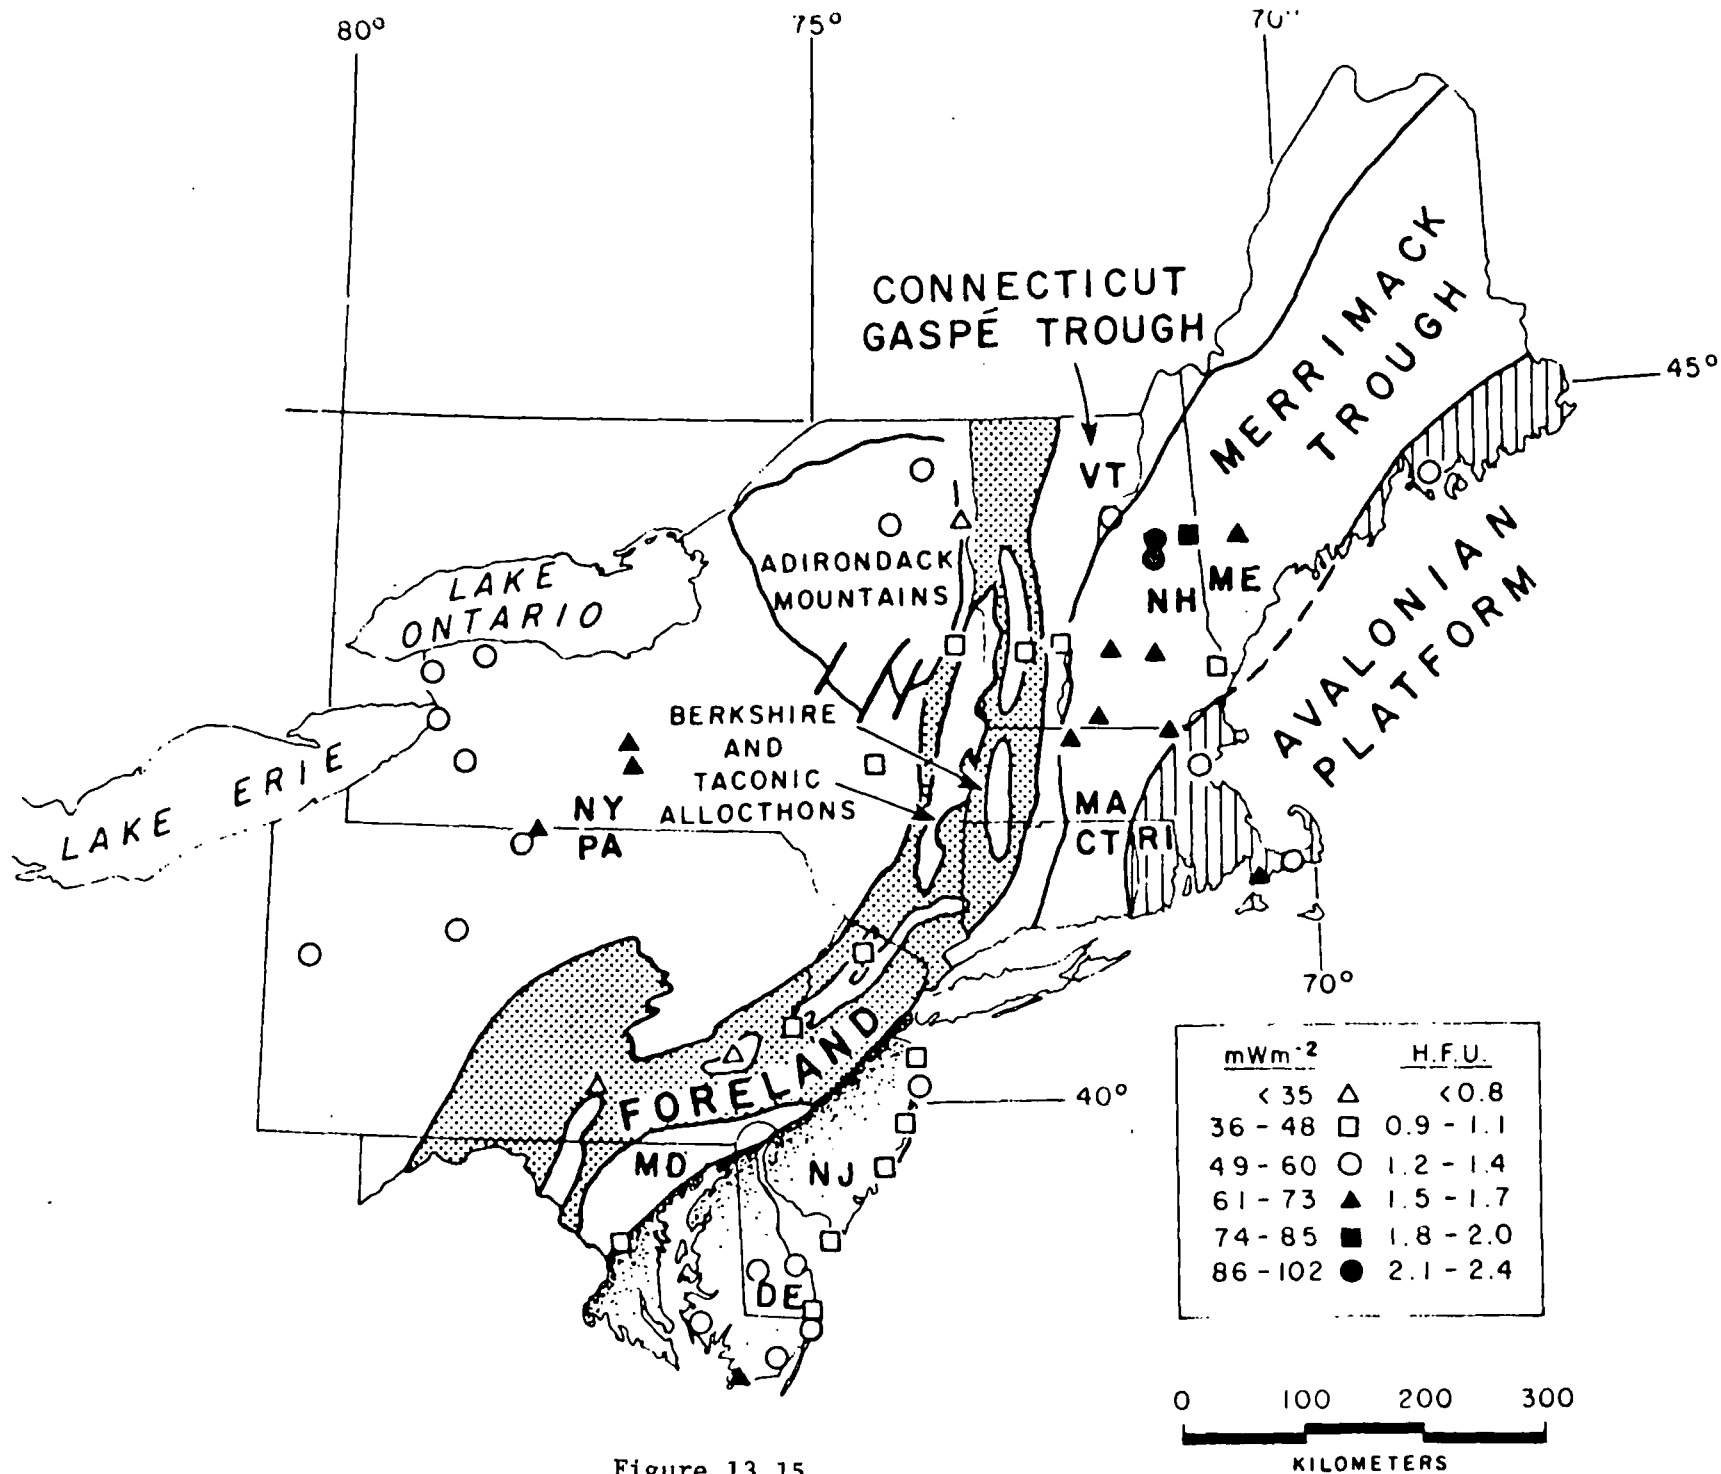 80°
75°
70°
CONNECTICUT
GASPÉ TROUGH
MERRIMACK
TROUGH
45°
VT
ADIRONDACK
MOUNTAINS
LAKE
ONTARIO
NH
ME
AVALONIAN
PLATFORM
BERKSHIRE
AND
TACONIC
ALLOCTHONS
LAKE ERIE
NY
PA
MA
CT
RI
70°
2
FORELAND
40°
MD
NJ
DE
mWm-2 H.F.U.
<35 <0.8
36-48 0.9-1.1
49-60 1.2-1.4
61-73 1.5-1.7
74-85 1.8-2.0
86-102 2.1-2.4
0 100 200 300
KILOMETERS
Figure 13.15